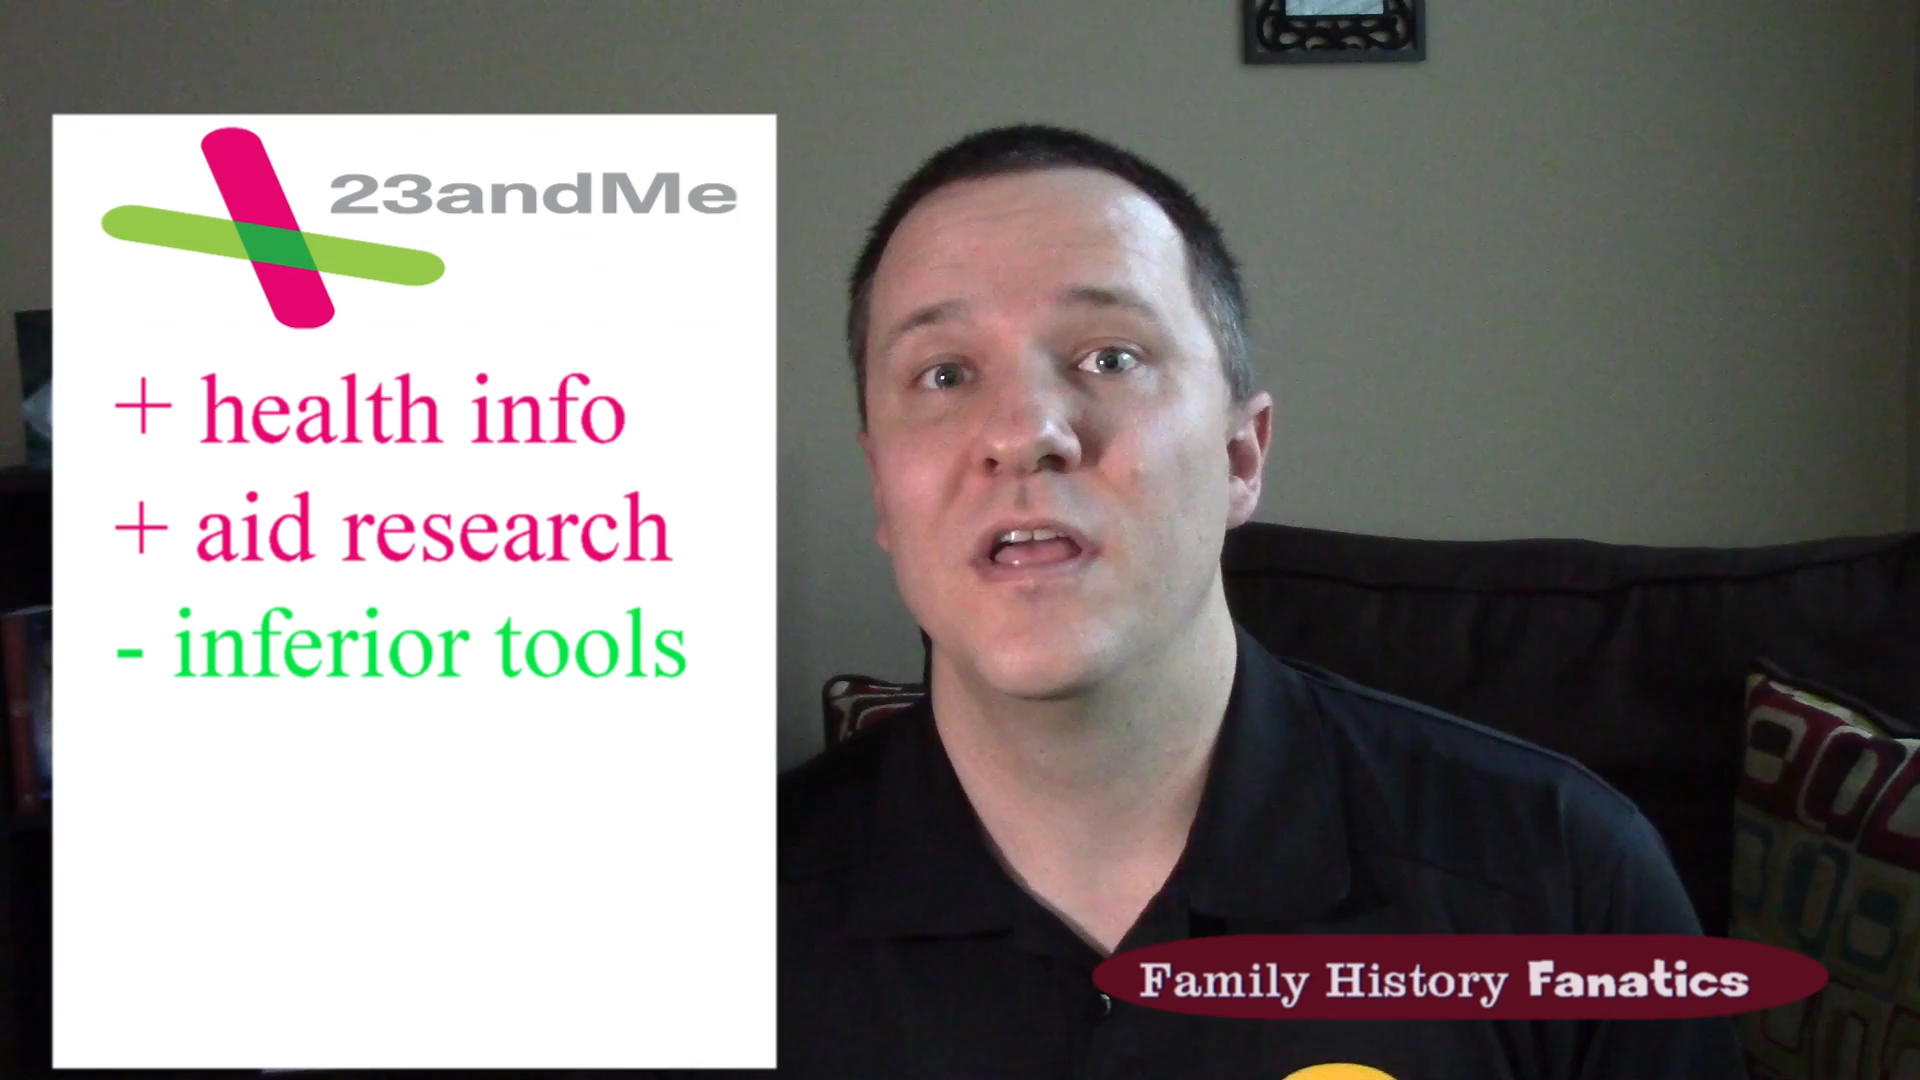 23andMe
+ health info
+ aid research
- inferior tools
Family History Fanatics